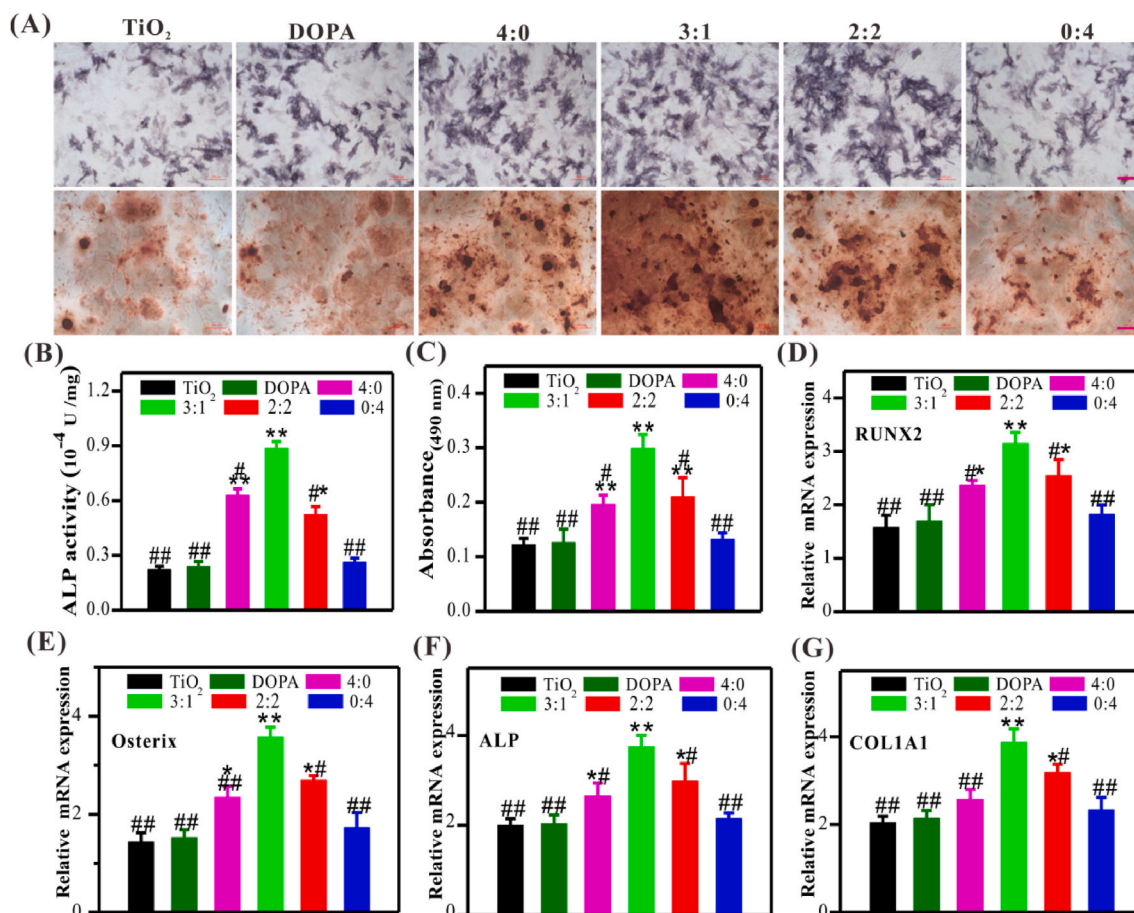 (A)
TiO₂ DOPA 4:0 3:1 2:2 0:4
(B)
ALP activity (10⁻⁴ U /mg)
1.2
0.9
0.6
0.3
0.0
TiO₂ DOPA 4:0
3:1 2:2 0:4
## ## # ** ** #* ##
(C)
Absorbance(490 nm)
0.4
0.3
0.2
0.1
0.0
TiO₂ DOPA 4:0
3:1 2:2 0:4
## ## # ** ** # ** ##
(D)
Relative mRNA expression
4
3
2
1
0
TiO₂ DOPA 4:0
3:1 2:2 0:4
RUNX2
## ## #* ** #* ##
(E)
Relative mRNA expression
4
2
0
TiO₂ DOPA 4:0
3:1 2:2 0:4
Osterix
## ## * ## ** *# ##
(F)
Relative mRNA expression
4
2
0
TiO₂ DOPA 4:0
3:1 2:2 0:4
ALP
## ## *# ** *# ##
(G)
Relative mRNA expression
4
2
0
TiO₂ DOPA 4:0
3:1 2:2 0:4
COL1A1
## ## ## ** *# ##